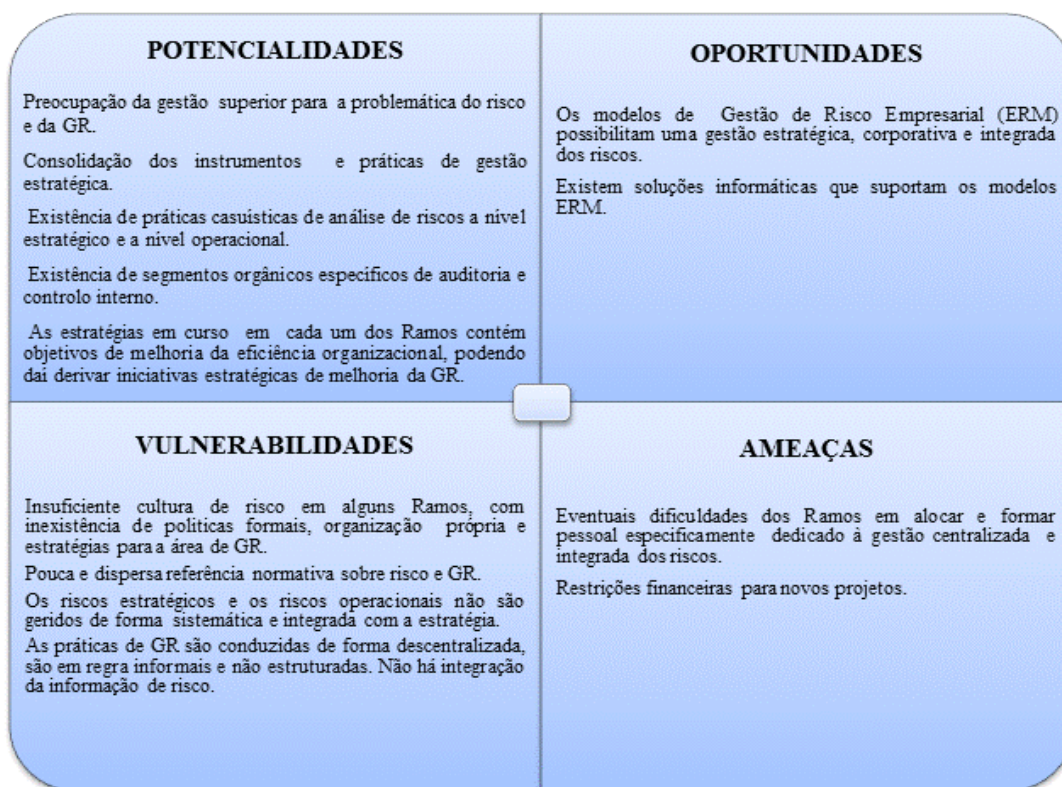 POTENCIALIDADES
Preocupação da gestão superior para a problemática do risco
e da GR.
Consolidação dos instrumentos e práticas de gestão
estratégica.
Existência de práticas casuísticas de análise de riscos a nível
estratégico e a nível operacional.
Existência de segmentos orgânicos específicos de auditoria e
controlo interno.
As estratégias em curso em cada um dos Ramos contém
objetivos de melhoria da eficiência organizacional, podendo
daí derivar iniciativas estratégicas de melhoria da GR.
OPORTUNIDADES
Os modelos de Gestão de Risco Empresarial (ERM)
possibilitam uma gestão estratégica, corporativa e integrada
dos riscos.
Existem soluções informáticas que suportam os modelos
ERM.
VULNERABILIDADES
Insuficiente cultura de risco em alguns Ramos, com
inexistência de politicas formais, organização própria e
estratégias para a área de GR.
Pouca e dispersa referência normativa sobre risco e GR.
Os riscos estratégicos e os riscos operacionais não são
geridos de forma sistemática e integrada com a estratégia.
As práticas de GR são conduzidas de forma descentralizada,
são em regra informais e não estruturadas. Não há integração
da informação de risco.
AMEAÇAS
Eventuais dificuldades dos Ramos em alocar e formar
pessoal especificamente dedicado à gestão centralizada e
integrada dos riscos.
Restrições financeiras para novos projetos.